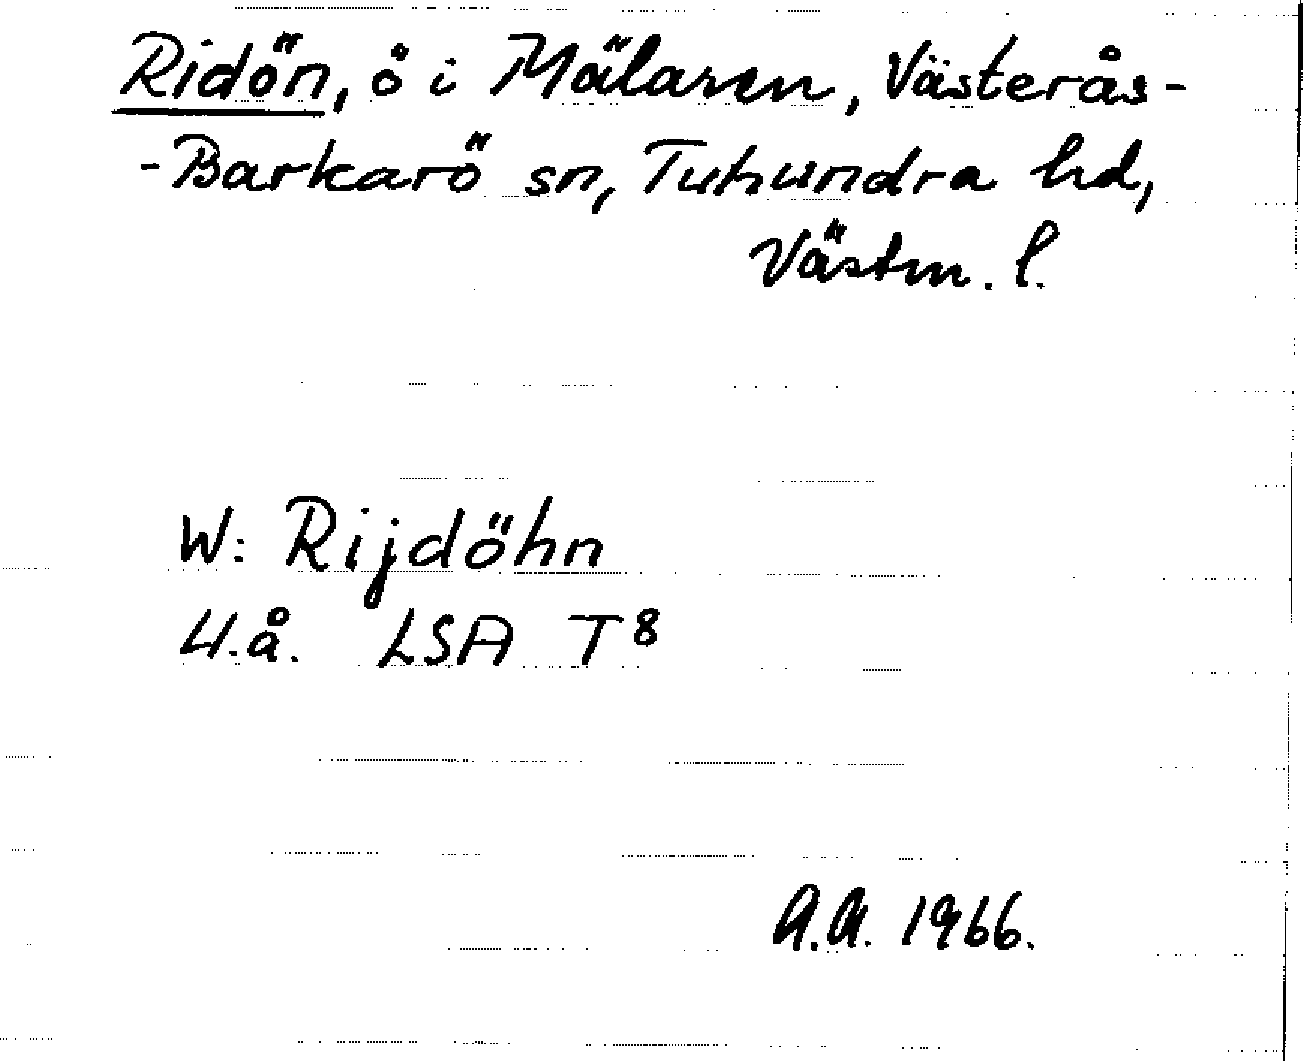 Ridön, ö i Mälaren, Västerås-
-Barkarö sn, Tuhundra hd,
Västm. l.
W: Rijdöhn
U.å. LSA T8
A.A. 1966.